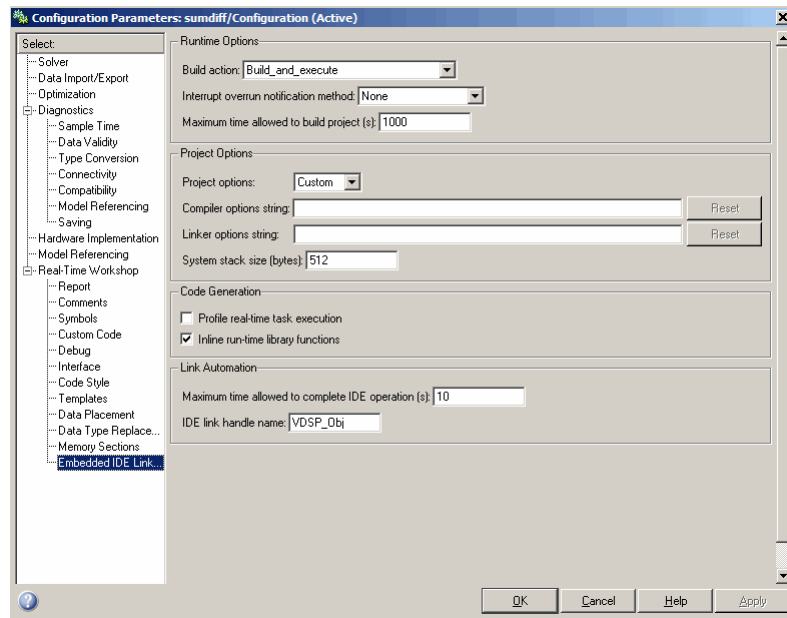 Configuration Parameters: sumdiff/Configuration (Active)
Select:
Solver
Data Import/Export
Optimization
Diagnostics
Sample Time
Data Validity
Type Conversion
Connectivity
Compatibility
Model Referencing
Saving
Hardware Implementation
Model Referencing
Real-Time Workshop
Report
Comments
Symbols
Custom Code
Debug
Interface
Code Style
Templates
Data Placement
Data Type Replace...
Memory Sections
Embedded IDE Link...
Runtime Options
Build action: Build_and_execute
Interrupt overrun notification method: None
Maximum time allowed to build project (s): 1000
Project Options
Project options: Custom
Compiler options string: Reset
Linker options string: Reset
System stack size (bytes): 512
Code Generation
Profile real-time task execution
Inline run-time library functions
Link Automation
Maximum time allowed to complete IDE operation (s): 10
IDE link handle name: VDSP_Obj
OK Cancel Help Apply